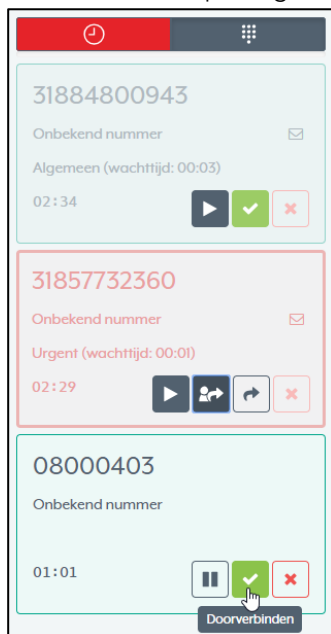 31884800943
Onbekend nummer
Algemeen (wachttijd: 00:03)
02:34
31857732360
Onbekend nummer
Urgent (wachttijd: 00:01)
02:29
08000403
Onbekend nummer
01:01
Doorverbinden